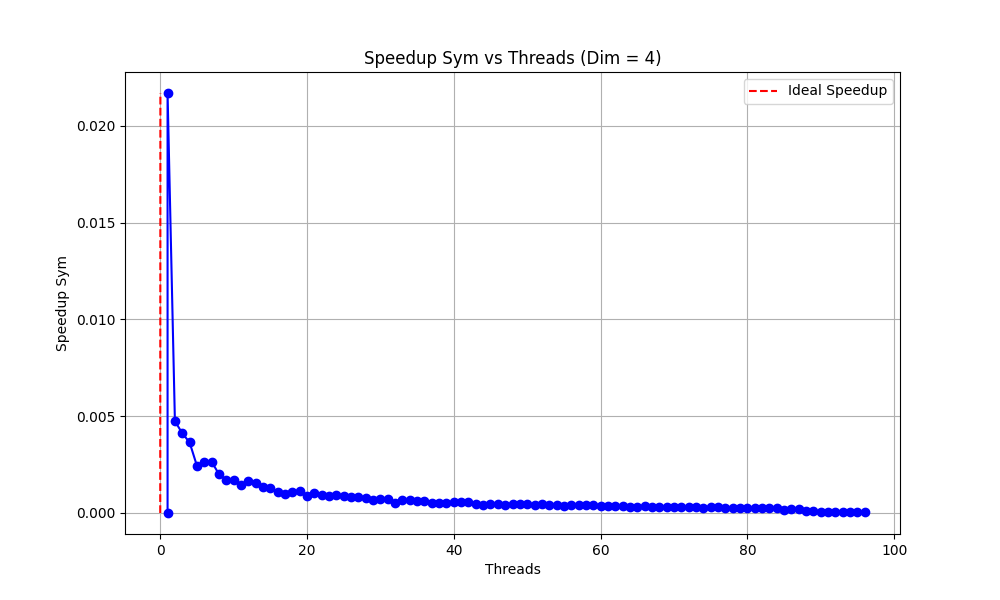 Speedup Sym vs Threads (Dim = 4)
Ideal Speedup
0.020
0.015
0.010
0.005
0.000
Speedup Sym
0 20 40 60 80 100
Threads